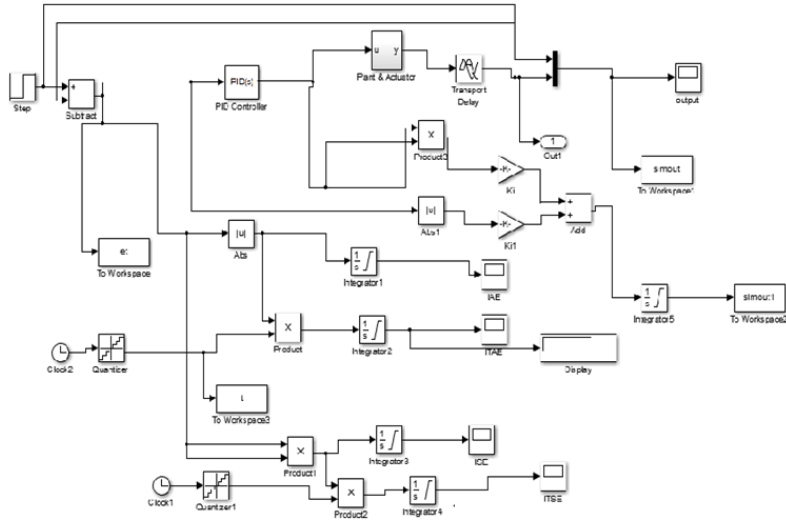 Step
+
Subtract
PID(s)
PID Controller
u y
Plant & Actuator
Transport
Delay
output
1
Out1
simout
To Workspace1
X
Product3
-K-
Ki
|u|
Abs1
-K-
Ki1
+
+
Add
et
To Workspace
|u|
Abs
1
s
Integrator1
IAE
1
s
Integrator5
simout1
To Workspace2
Clock2
Quantizer
X
Product
1
s
Integrator2
ITAE
Display
t
To Workspace3
X
Product1
1
s
Integrator3
ISE
Clock1
Quantizer1
X
Product2
1
s
Integrator4
ITSE